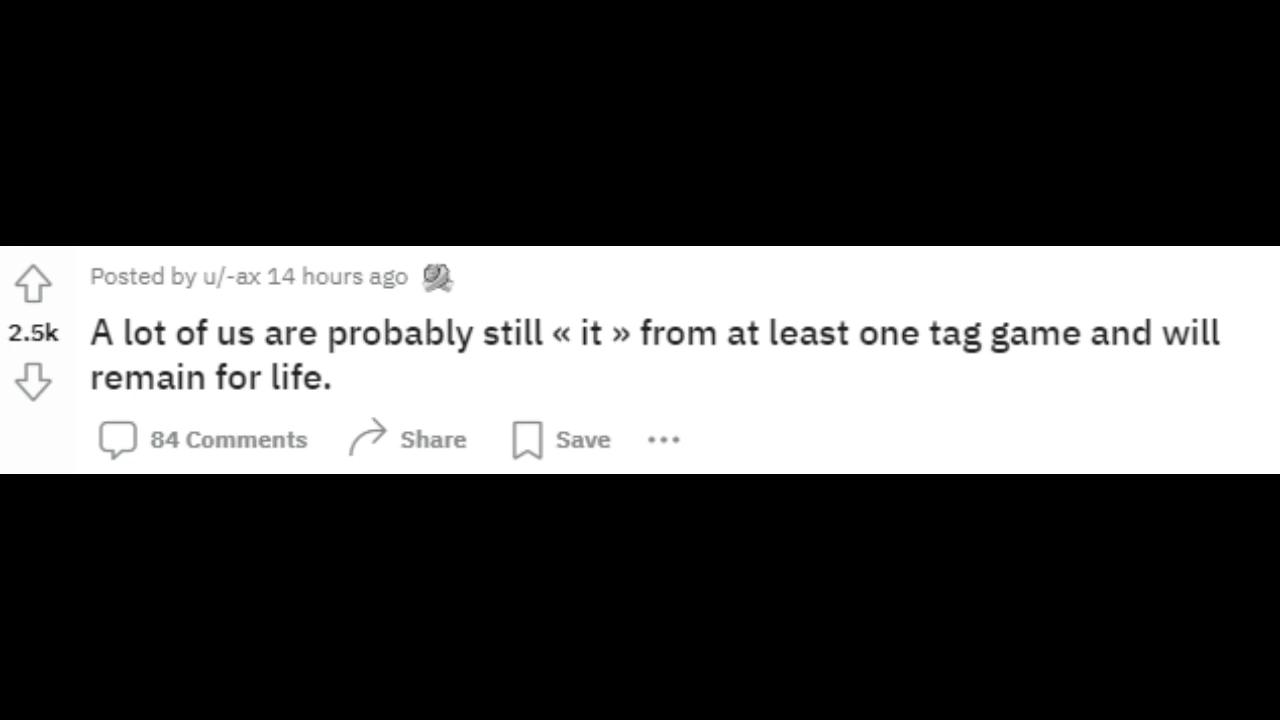 Posted by u/-ax 14 hours ago
2.5k
A lot of us are probably still « it » from at least one tag game and will
remain for life.
84 Comments Share Save